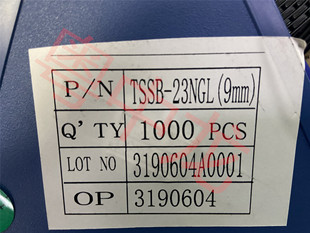 P/N TSSB-23NGL(9mm)
Q'TY 1000 PCS
LOT NO 3190604A0001
OP 3190604